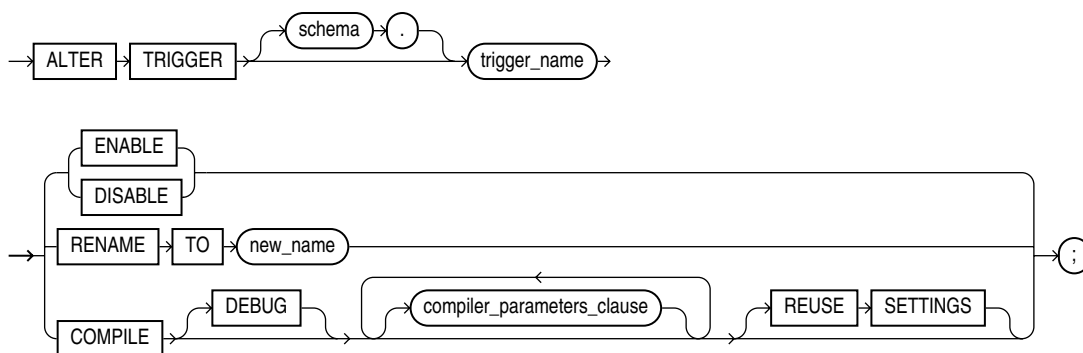 schema .
ALTER TRIGGER trigger_name
ENABLE
DISABLE
RENAME TO new_name
;
DEBUG compiler_parameters_clause REUSE SETTINGS
COMPILE